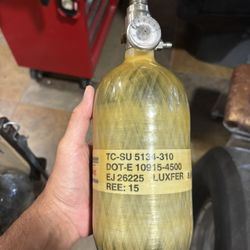 TC-SU 5134-310
DOT-E 10915-4500
EJ 26225 LUXFER
REE: 15